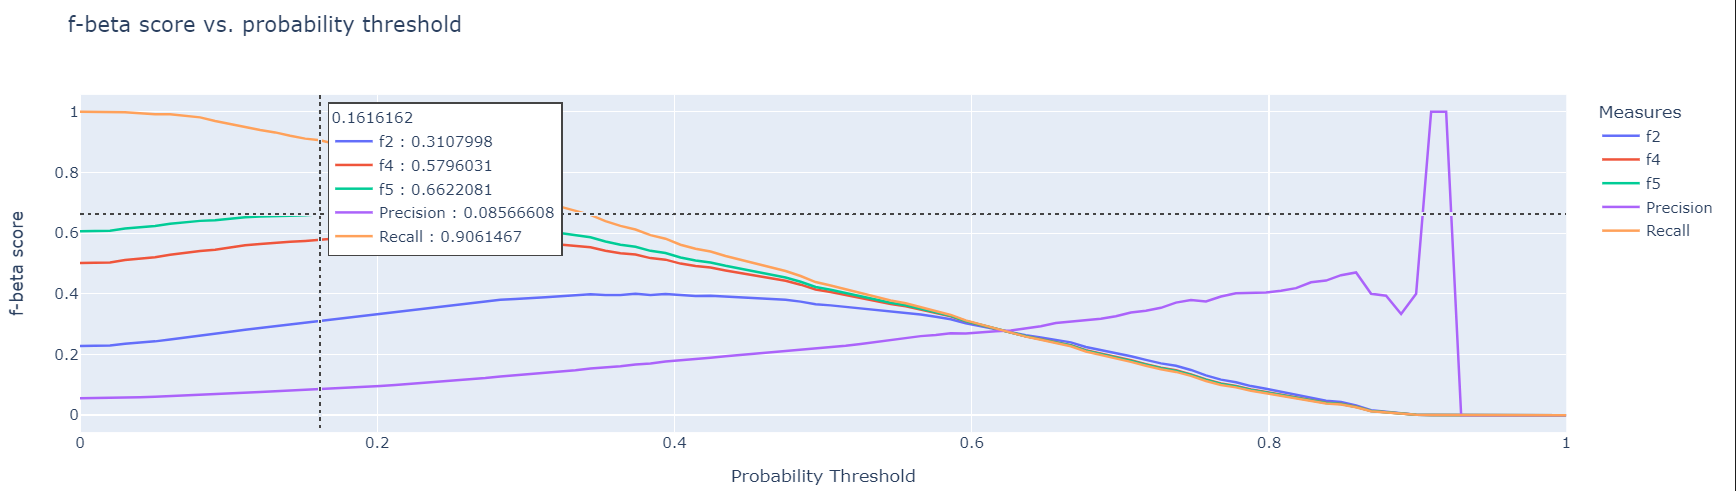 f-beta score vs. probability threshold
f-beta score
1
0.8
0.6
0.4
0.2
0
0
0.2
0.4
0.6
0.8
1
Probability Threshold
0.1616162
f2 : 0.3107998
f4 : 0.5796031
f5 : 0.6622081
Precision : 0.08566608
Recall : 0.9061467
Measures
f2
f4
f5
Precision
Recall